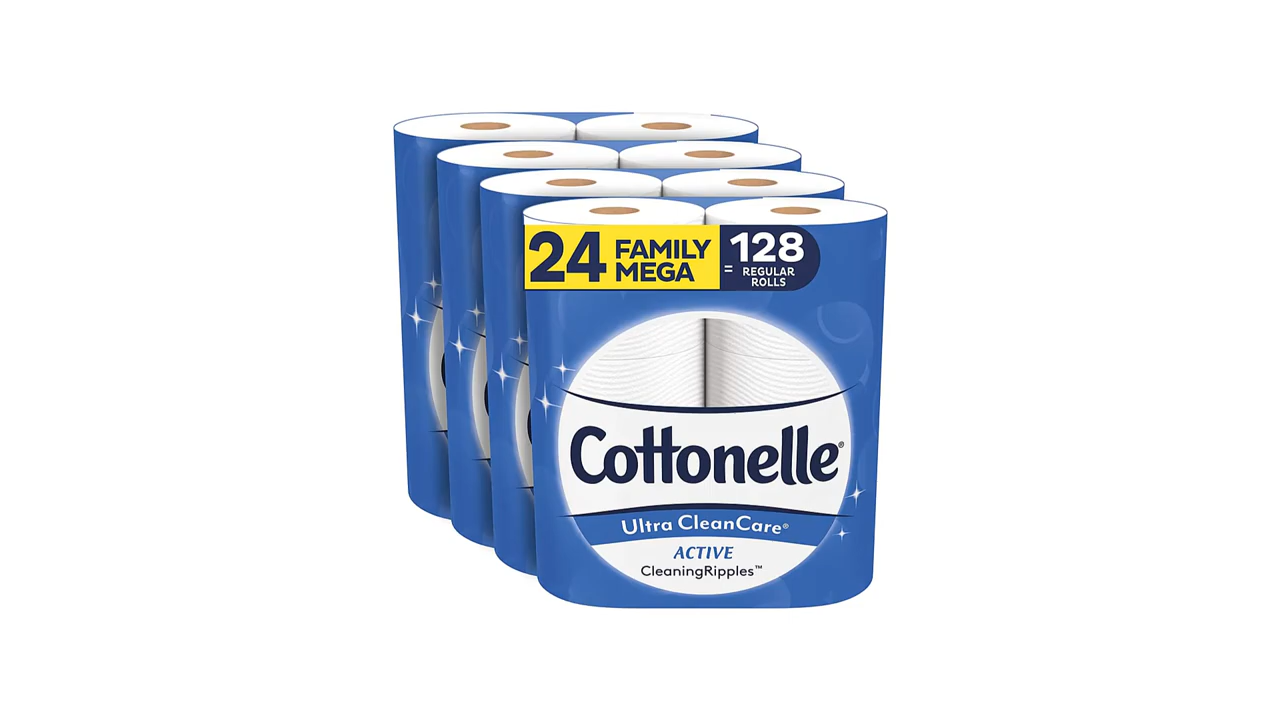 24 FAMILY MEGA = 128 REGULAR ROLLS
Cottonelle®
Ultra CleanCare®
ACTIVE
CleaningRipples™